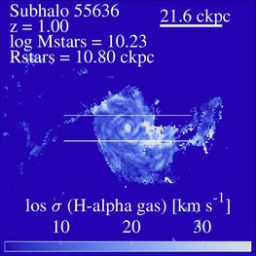 Subhalo 55636
z = 1.00
log Mstars = 10.23
Rstars = 10.80 ckpc
21.6 ckpc
los σ (H-alpha gas) [km s⁻¹]
10 20 30